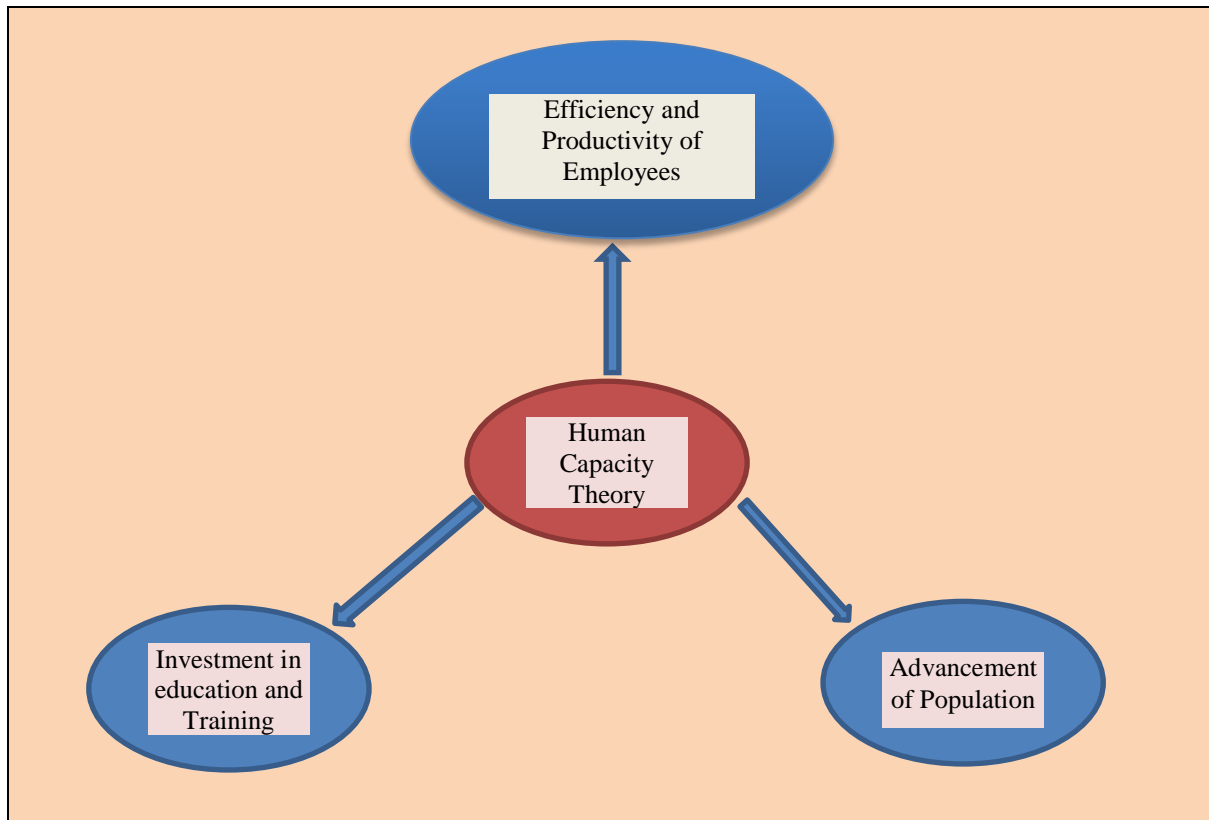 Efficiency and
Productivity of
Employees
Human
Capacity
Theory
Investment in
education and
Training
Advancement
of Population